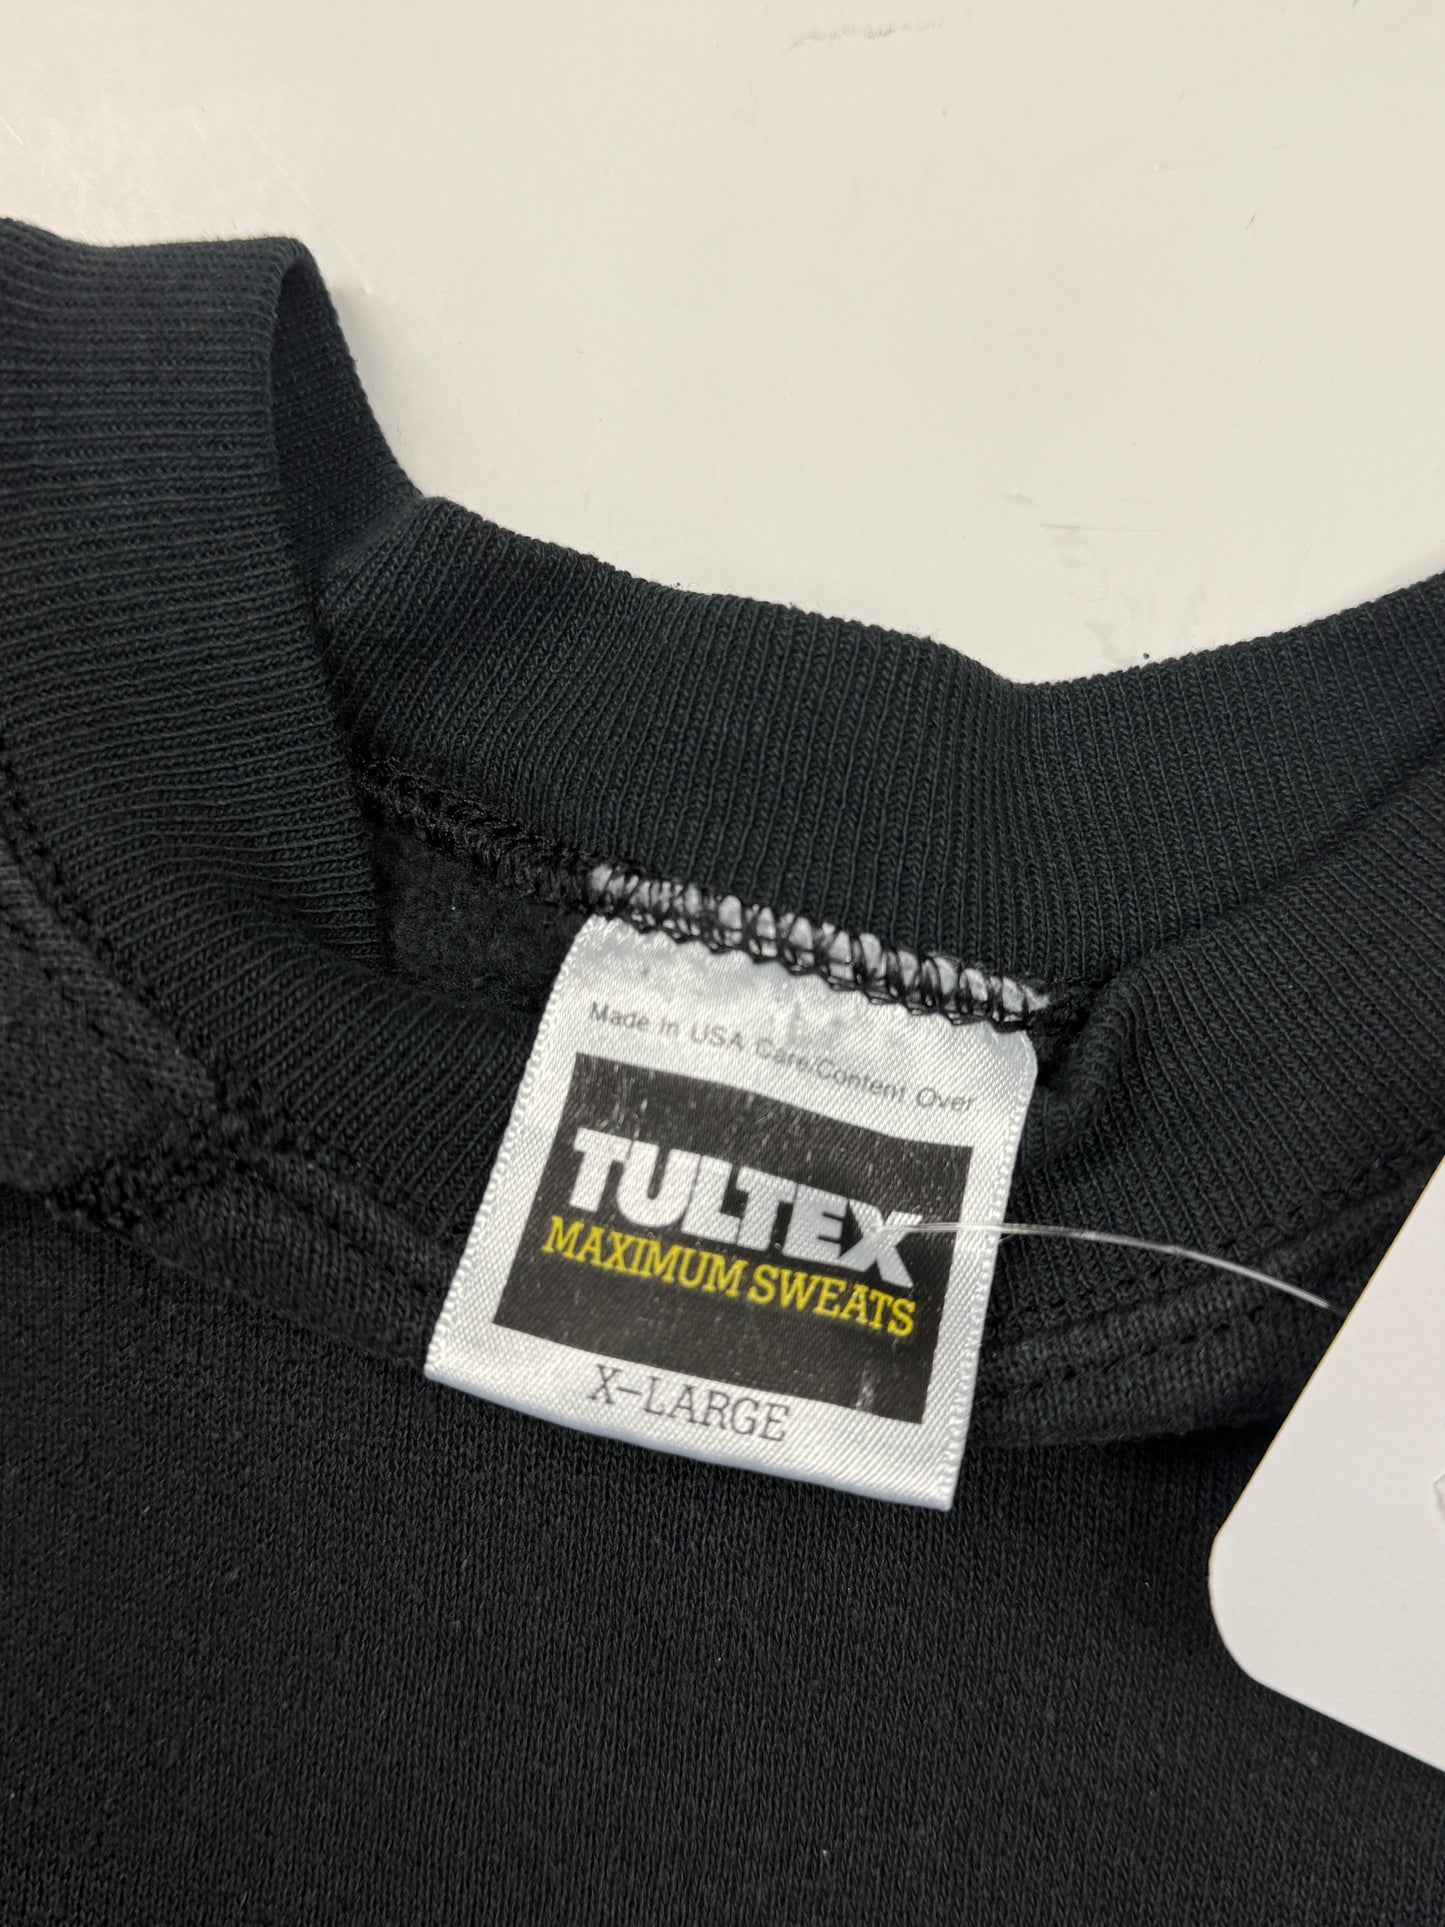 Made in USA Care/Content Over
TULTEX
MAXIMUM SWEATS
X-LARGE